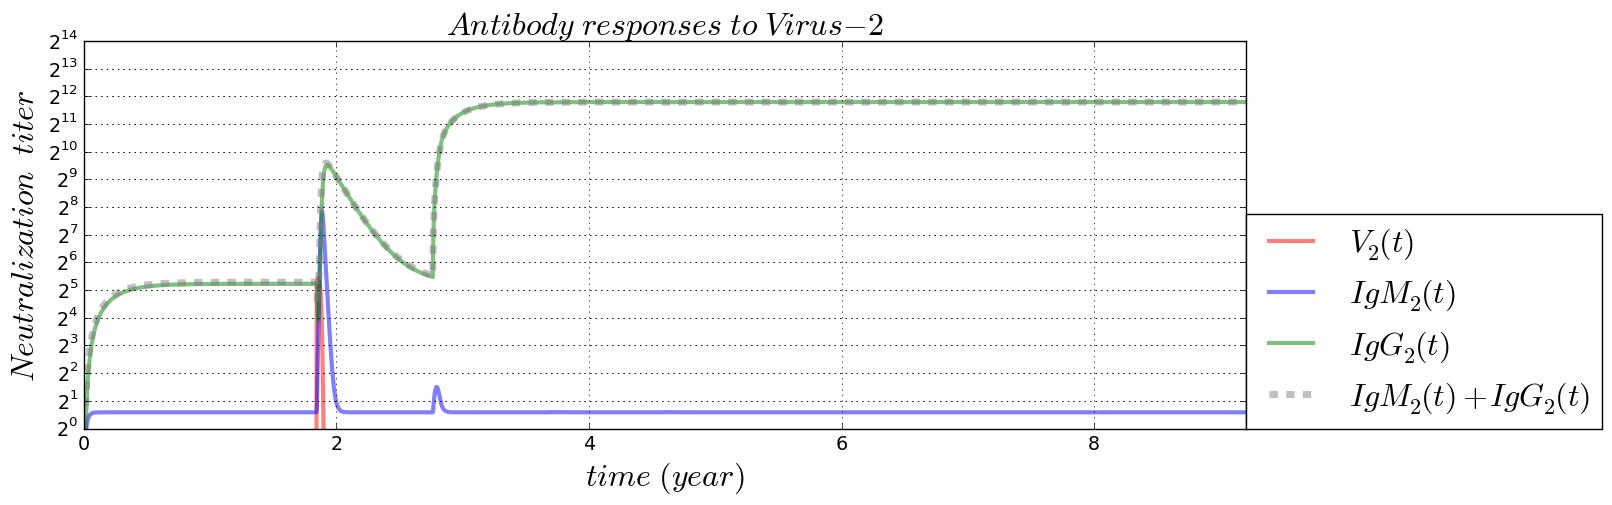 Antibody responses to Virus−2
Neutralization titer
2^14
2^13
2^12
2^11
2^10
2^9
2^8
2^7
2^6
2^5
2^4
2^3
2^2
2^1
2^0
0 2 4 6 8
time (year)
V_2(t)
IgM_2(t)
IgG_2(t)
IgM_2(t)+IgG_2(t)